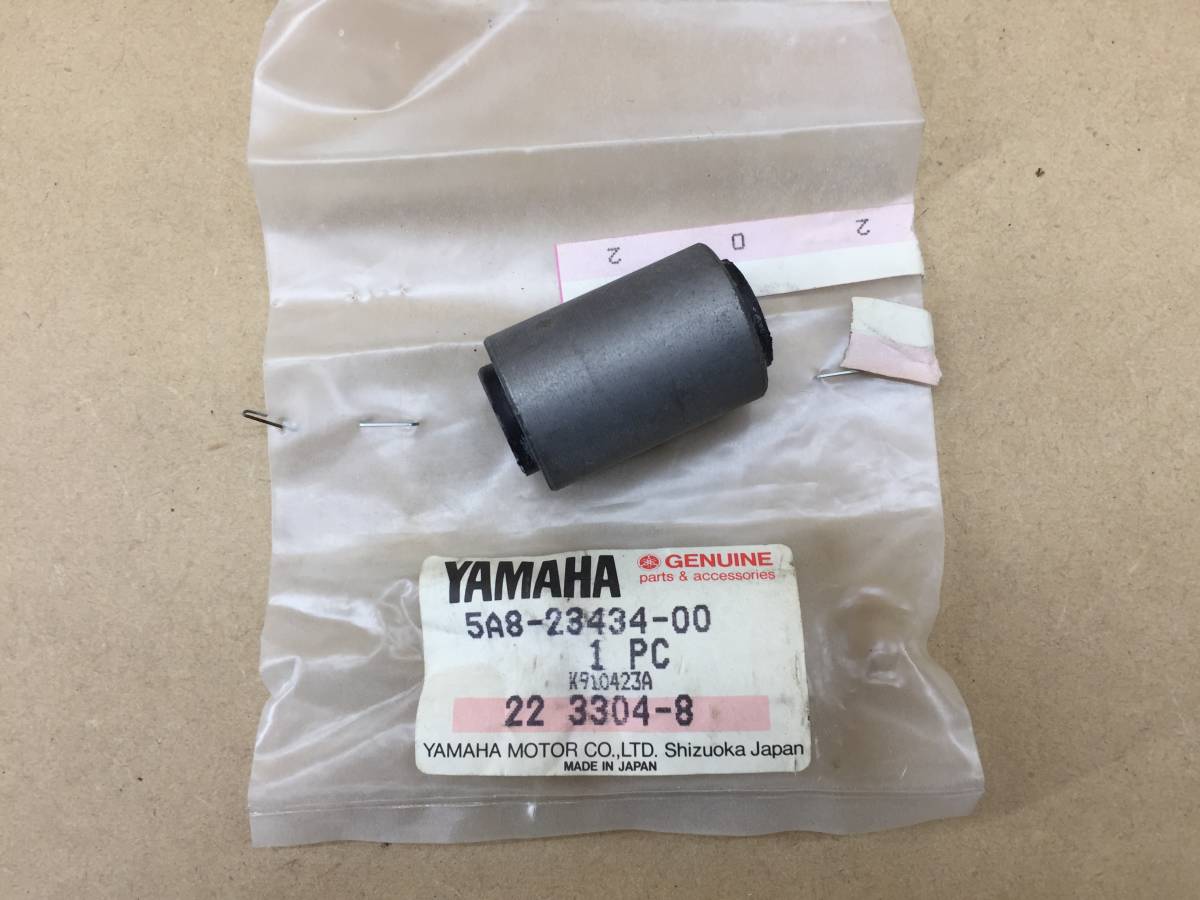 2 0 2
YAMAHA
GENUINE
parts & accessories
5A8-23434-00
1 PC
K910423A
22 3304-8
YAMAHA MOTOR CO.,LTD. Shizuoka Japan
MADE IN JAPAN